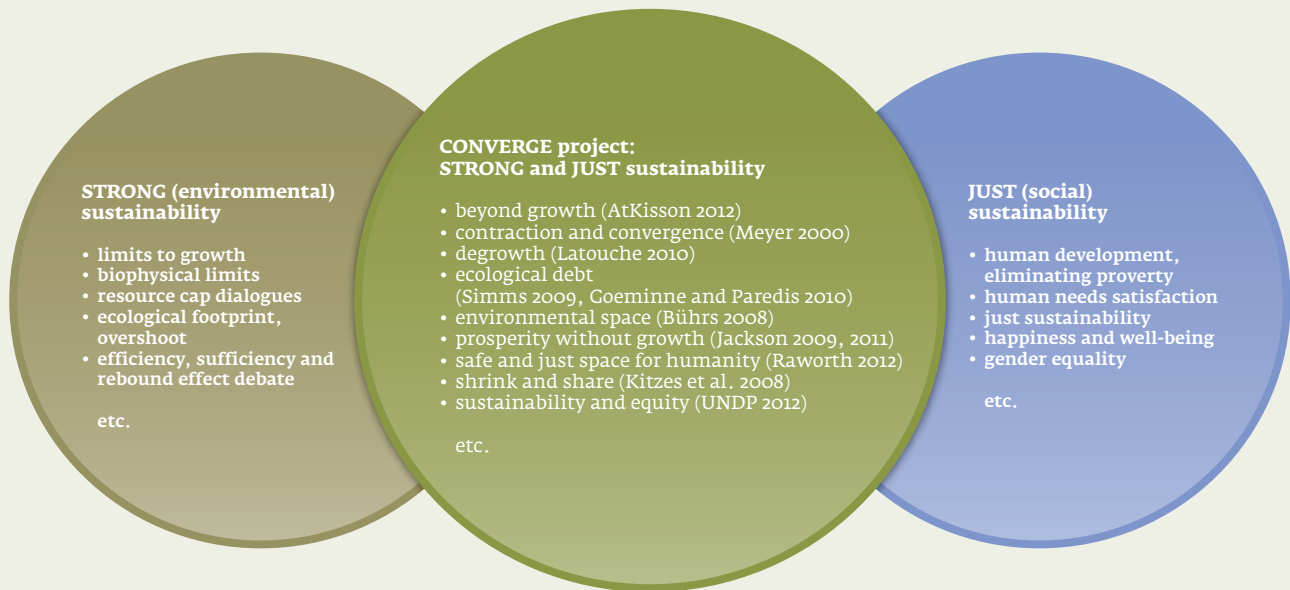 STRONG (environmental)
sustainability
• limits to growth
• biophysical limits
• resource cap dialogues
• ecological footprint,
overshoot
• efficiency, sufficiency and
rebound effect debate
etc.
CONVERGE project:
STRONG and JUST sustainability
• beyond growth (AtKisson 2012)
• contraction and convergence (Meyer 2000)
• degrowth (Latouche 2010)
• ecological debt
(Simms 2009, Goeminne and Paredis 2010)
• environmental space (Bührs 2008)
• prosperity without growth (Jackson 2009, 2011)
• safe and just space for humanity (Raworth 2012)
• shrink and share (Kitzes et al. 2008)
• sustainability and equity (UNDP 2012)
etc.
JUST (social)
sustainability
• human development,
eliminating proverty
• human needs satisfaction
• just sustainability
• happiness and well-being
• gender equality
etc.